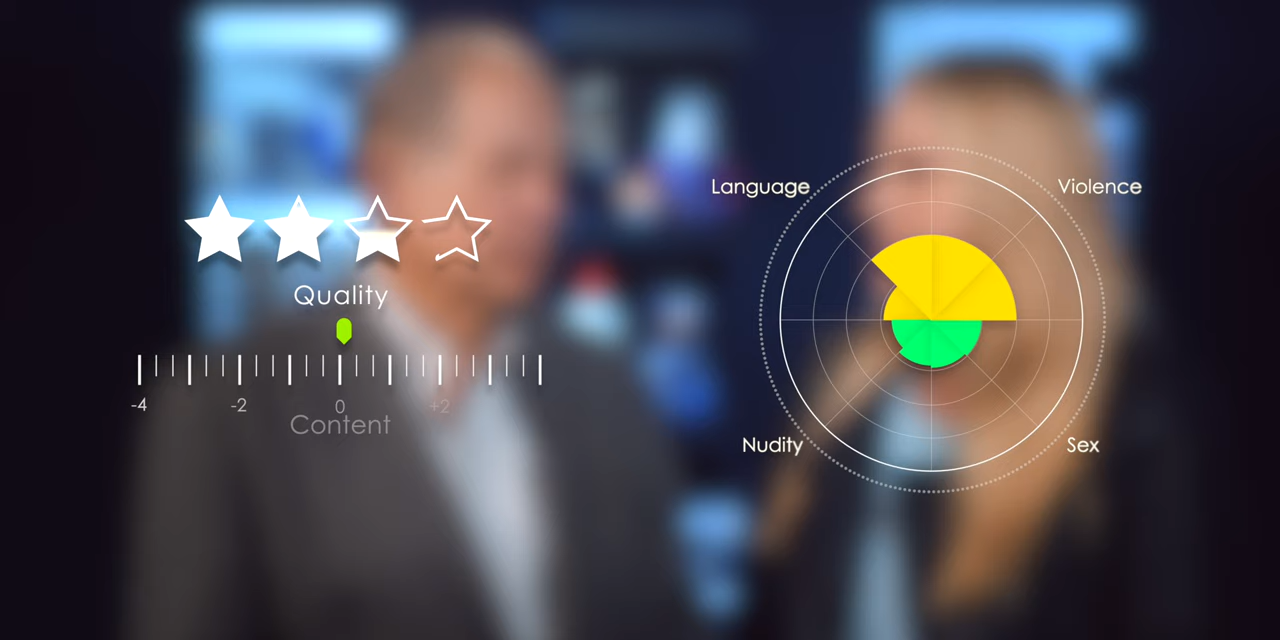 Quality
-4 -2 0 +2
Content
Language
Violence
Nudity
Sex